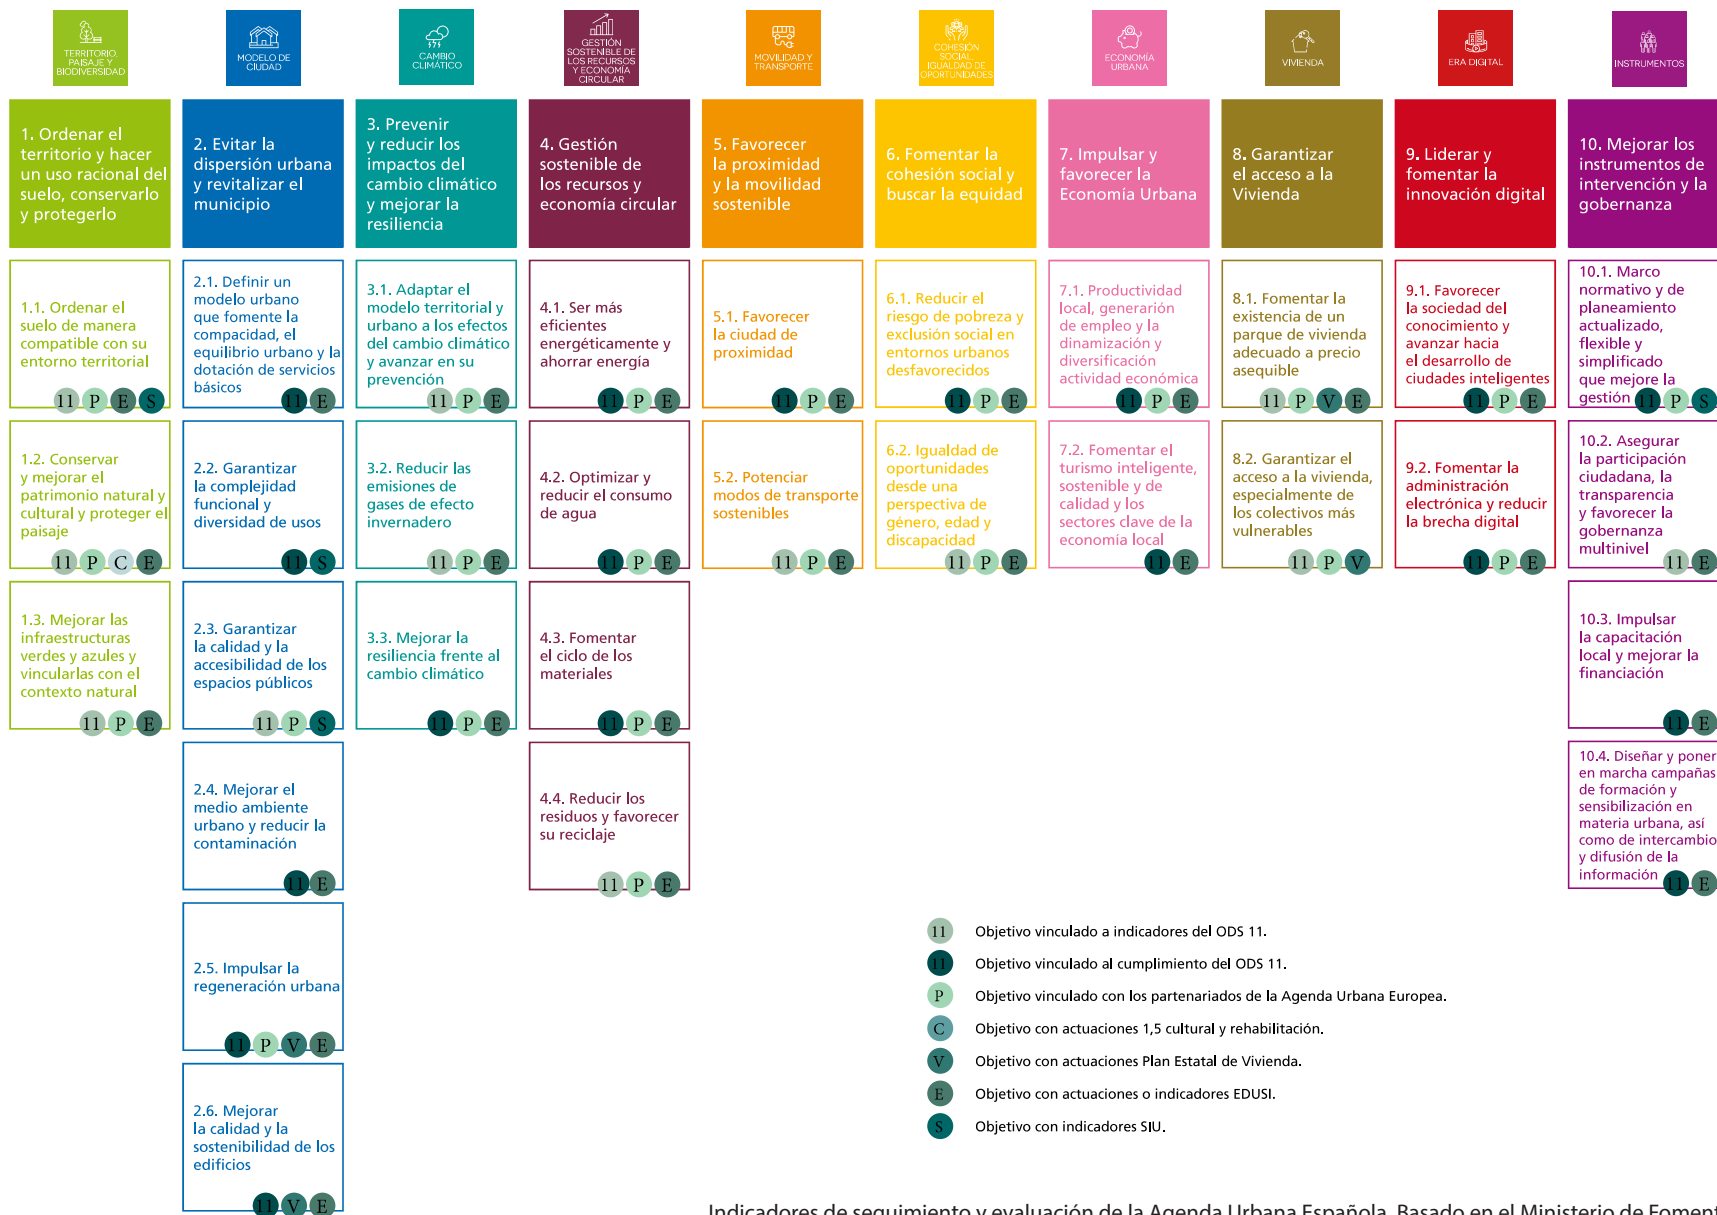 TERRITORIO,
PAISAJE Y
BIODIVERSIDAD
MODELO DE
CIUDAD
CAMBIO
CLIMÁTICO
GESTIÓN
SOSTENIBLE DE
LOS RECURSOS
Y ECONOMÍA
CIRCULAR
MOVILIDAD Y
TRANSPORTE
COHESIÓN
SOCIAL,
IGUALDAD DE
OPORTUNIDADES
ECONOMÍA
URBANA
VIVIENDA
ERA DIGITAL
INSTRUMENTOS
1. Ordenar el
territorio y hacer
un uso racional del
suelo, conservarlo
y protegerlo
2. Evitar la
dispersión urbana
y revitalizar el
municipio
3. Prevenir
y reducir los
impactos del
cambio climático
y mejorar la
resiliencia
4. Gestión
sostenible de
los recursos y
economía circular
5. Favorecer
la proximidad
y la movilidad
sostenible
6. Fomentar la
cohesión social y
buscar la equidad
7. Impulsar y
favorecer la
Economía Urbana
8. Garantizar
el acceso a la
Vivienda
9. Liderar y
fomentar la
innovación digital
10. Mejorar los
instrumentos de
intervención y la
gobernanza
1.1. Ordenar el
suelo de manera
compatible con su
entorno territorial
11 P E S
2.1. Definir un
modelo urbano
que fomente la
compacidad, el
equilibrio urbano y la
dotación de servicios
básicos
11 E
3.1. Adaptar el
modelo territorial y
urbano a los efectos
del cambio climático
y avanzar en su
prevención
11 P E
4.1. Ser más
eficientes
energéticamente y
ahorrar energía
11 P E
5.1. Favorecer
la ciudad de
proximidad
11 P E
6.1. Reducir el
riesgo de pobreza y
exclusión social en
entornos urbanos
desfavorecidos
11 P E
7.1. Productividad
local, generarión
de empleo y la
dinamización y
diversificación
actividad económica
11 P E
8.1. Fomentar la
existencia de un
parque de vivienda
adecuado a precio
asequible
11 P V E
9.1. Favorecer
la sociedad del
conocimiento y
avanzar hacia
el desarrollo de
ciudades inteligentes
11 P E
10.1. Marco
normativo y de
planeamiento
actualizado,
flexible y
simplificado
que mejore la
gestión
11 P S
1.2. Conservar
y mejorar el
patrimonio natural y
cultural y proteger el
paisaje
11 P C E
2.2. Garantizar
la complejidad
funcional y
diversidad de usos
11 S
3.2. Reducir las
emisiones de
gases de efecto
invernadero
11 P E
4.2. Optimizar y
reducir el consumo
de agua
11 P E
5.2. Potenciar
modos de transporte
sostenibles
11 P E
6.2. Igualdad de
oportunidades
desde una
perspectiva de
género, edad y
discapacidad
11 P E
7.2. Fomentar el
turismo inteligente,
sostenible y de
calidad y los
sectores clave de la
economía local
11 E
8.2. Garantizar el
acceso a la vivienda,
especialmente de
los colectivos más
vulnerables
11 P V
9.2. Fomentar la
administración
electrónica y reducir
la brecha digital
11 P E
10.2. Asegurar
la participación
ciudadana, la
transparencia
y favorecer la
gobernanza
multinivel
11 E
1.3. Mejorar las
infraestructuras
verdes y azules y
vincularlas con el
contexto natural
11 P E
2.3. Garantizar
la calidad y la
accesibilidad de los
espacios públicos
11 P S
3.3. Mejorar la
resiliencia frente al
cambio climático
11 P E
4.3. Fomentar
el ciclo de los
materiales
11 P E
10.3. Impulsar
la capacitación
local y mejorar la
financiación
11 E
2.4. Mejorar el
medio ambiente
urbano y reducir la
contaminación
11 E
4.4. Reducir los
residuos y favorecer
su reciclaje
11 P E
10.4. Diseñar y poner
en marcha campañas
de formación y
sensibilización en
materia urbana, así
como de intercambio
y difusión de la
información
11 E
2.5. Impulsar la
regeneración urbana
11 P V E
2.6. Mejorar
la calidad y la
sostenibilidad de los
edificios
11 V E
11 Objetivo vinculado a indicadores del ODS 11.
11 Objetivo vinculado al cumplimiento del ODS 11.
P Objetivo vinculado con los partenariados de la Agenda Urbana Europea.
C Objetivo con actuaciones 1,5 cultural y rehabilitación.
V Objetivo con actuaciones Plan Estatal de Vivienda.
E Objetivo con actuaciones o indicadores EDUSI.
S Objetivo con indicadores SIU.
Indicadores de seguimiento y evaluación de la Agenda Urbana Española. Basado en el Ministerio de Foment